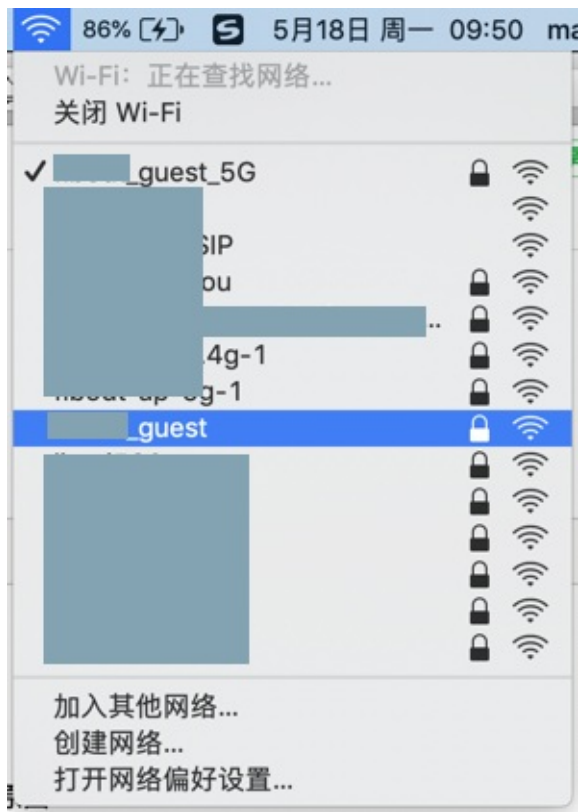 86% 5月18日 周一 09:50 ma
Wi-Fi：正在查找网络...
关闭 Wi-Fi
_guest_5G
SIP
ou
..
.4g-1
g-1
_guest
加入其他网络...
创建网络...
打开网络偏好设置...